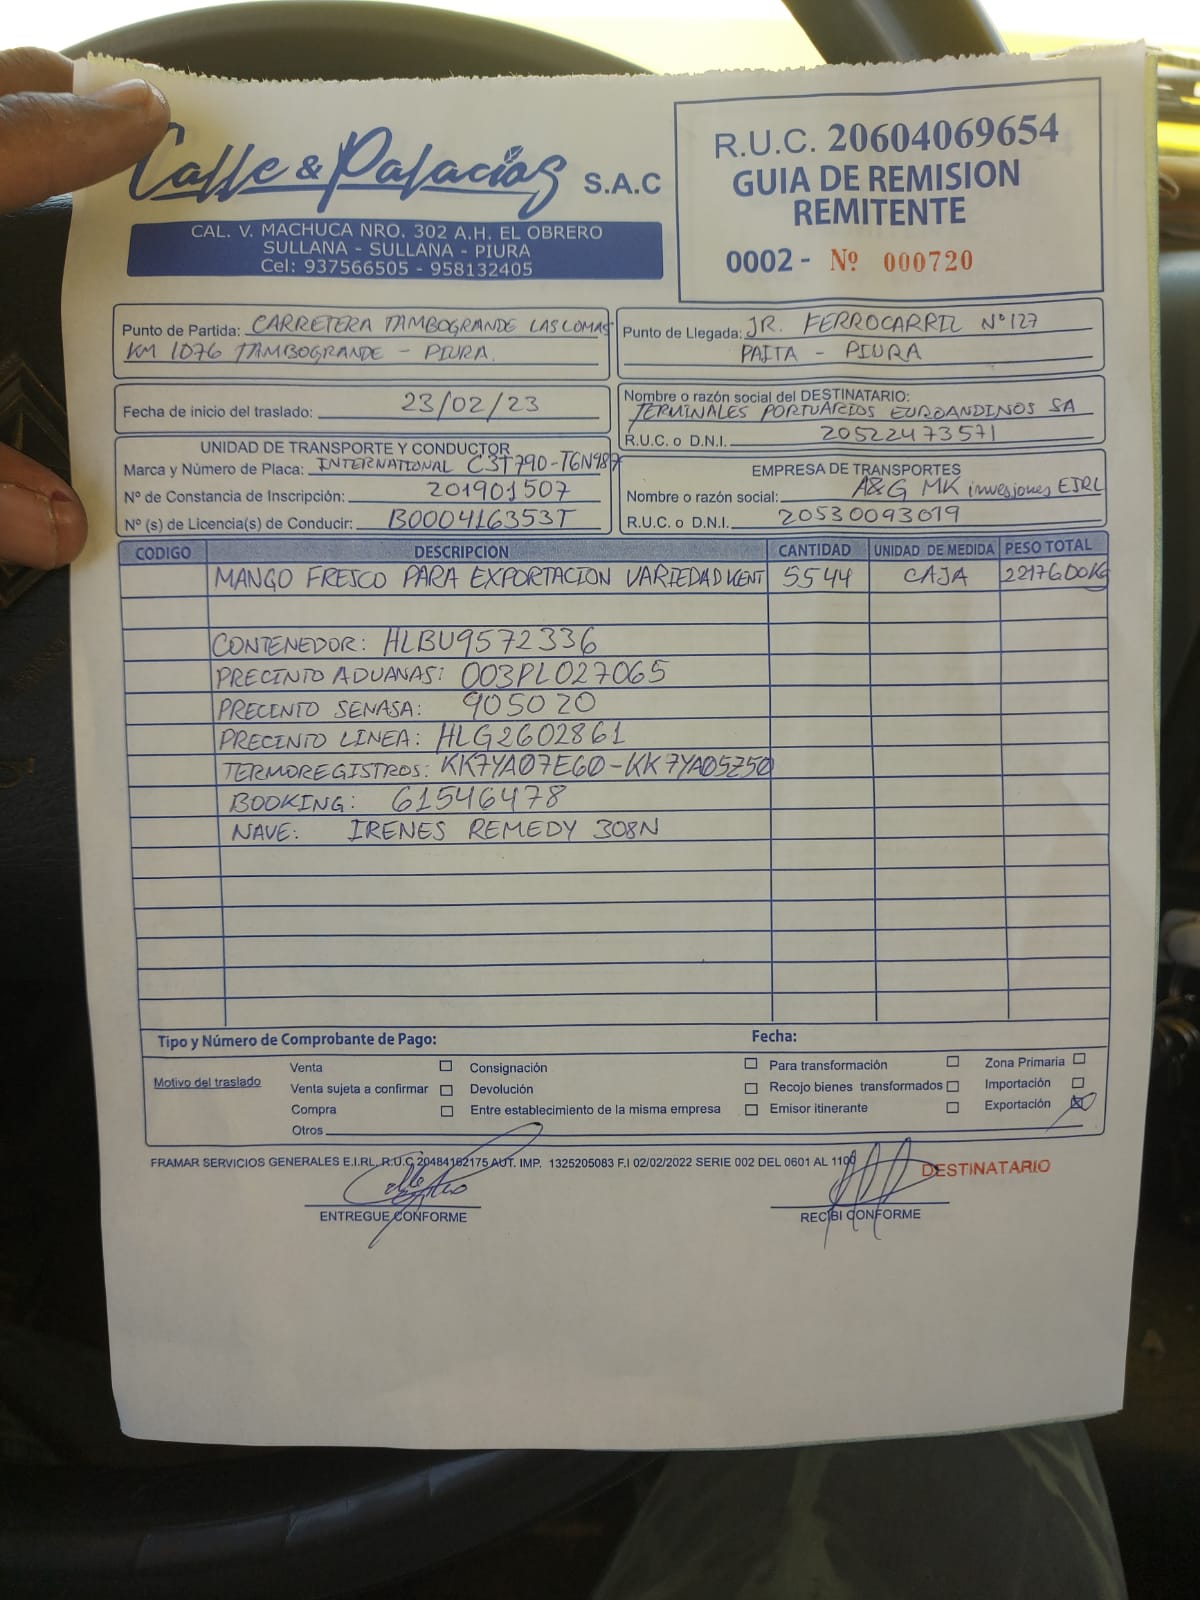 Calle & Palacios S.A.C
CAL. V. MACHUCA NRO. 302 A.H. EL OBRERO
SULLANA - SULLANA - PIURA
Cel: 937566505 - 958132405
R.U.C. 20604069654
GUIA DE REMISION
REMITENTE
0002 - Nº 000720
Punto de Partida: CARRETERA TAMBOGRANDE LAS LOMAS
KM 1076 TAMBOGRANDE - PIURA.
Punto de Llegada: JR. FERROCARRIL Nº 127
PAITA - PIURA
Fecha de inicio del traslado: 23/02/23
Nombre o razón social del DESTINATARIO:
TERMINALES PORTUARIOS EUROANDINOS SA
R.U.C. o D.N.I. 20522473571
UNIDAD DE TRANSPORTE Y CONDUCTOR
Marca y Número de Placa: INTERNATIONAL C3T790-T6N987
Nº de Constancia de Inscripción: 201901507
Nº (s) de Licencia(s) de Conducir: B000416353T
EMPRESA DE TRANSPORTES
Nombre o razón social: A&G MK inversiones EIRL
R.U.C. o D.N.I. 20530093019
CODIGO DESCRIPCION CANTIDAD UNIDAD DE MEDIDA PESO TOTAL
MANGO FRESCO PARA EXPORTACION VARIEDAD KENT 5544 CAJA 22176.00KG
CONTENEDOR: HLBU9572336
PRECINTO ADUANAS: 003PL027065
PRECINTO SENASA: 905020
PRECINTO LINEA: HLG2602861
TERMOREGISTROS: KK7YA07E60-KK7YA05Z50
BOOKING: 61546478
NAVE: IRENES REMEDY 308N
Tipo y Número de Comprobante de Pago: Fecha:
Motivo del traslado
Venta Consignación Para transformación Zona Primaria
Venta sujeta a confirmar Devolución Recojo bienes transformados Importación
Compra Entre establecimiento de la misma empresa Emisor itinerante Exportación
Otros
FRAMAR SERVICIOS GENERALES E.I.RL. R.U.C 20484162175 AUT. IMP. 1325205083 F.I 02/02/2022 SERIE 002 DEL 0601 AL 1100
DESTINATARIO
ENTREGUE CONFORME RECIBI CONFORME